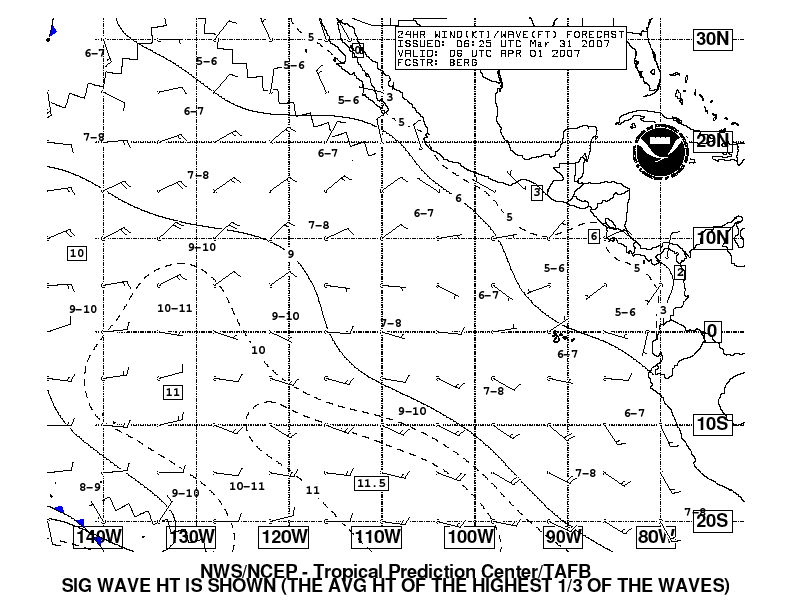 24HR WIND(KT)/WAVE(FT) FORECAST
ISSUED: 06:25 UTC Mar 31 2007
VALID: 06 UTC APR 01 2007
FCSTR: BERG
5
30N
6-7
5-6
5-6
5-6
3
6-7
5
7-8
20N
6-7
7-8
3
6
6-7
5
7-8
6
10N
9-10
10
9
5-6
5
2
6-7
9-10
10-11
9-10
7-8
5-6
3
0
10
6-7
11
7-8
9-10
6-7
10S
7-8
8-9
9-10
10-11
11
11.5
7-8
20S
140W
130W
120W
110W
100W
90W
80W
NWS/NCEP - Tropical Prediction Center/TAFB
SIG WAVE HT IS SHOWN (THE AVG HT OF THE HIGHEST 1/3 OF THE WAVES)